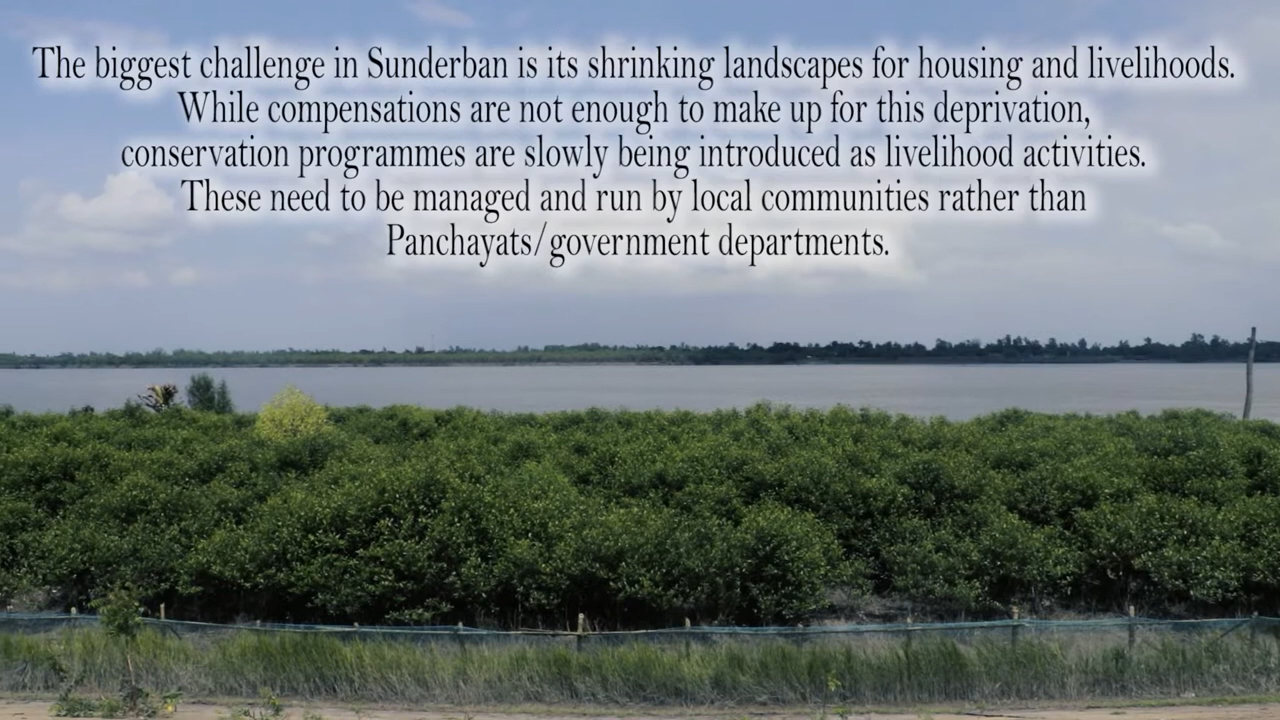 The biggest challenge in Sunderban is its shrinking landscapes for housing and livelihoods.
While compensations are not enough to make up for this deprivation,
conservation programmes are slowly being introduced as livelihood activities.
These need to be managed and run by local communities rather than
Panchayats/government departments.